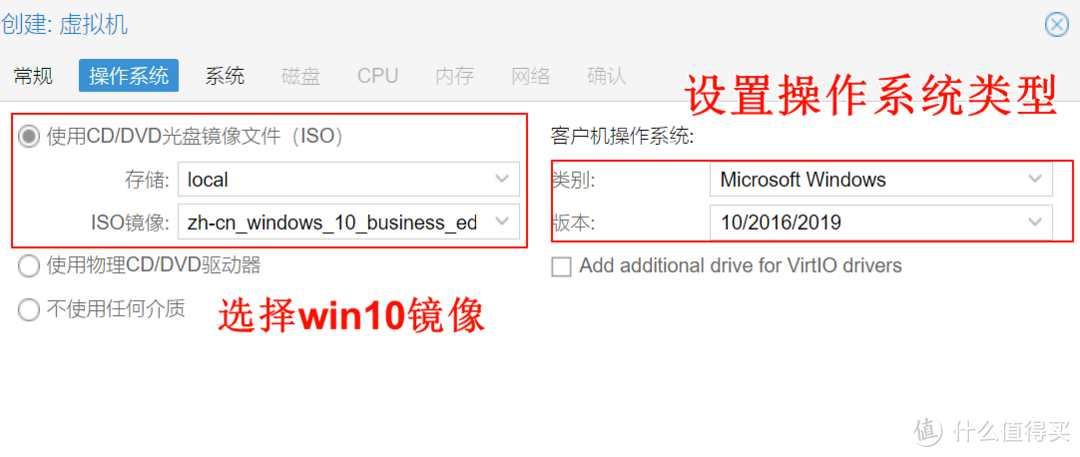 创建: 虚拟机
常规 操作系统 系统 磁盘 CPU 内存 网络 确认
设置操作系统类型
使用CD/DVD光盘镜像文件（ISO）
存储: local
ISO镜像: zh-cn_windows_10_business_ed
使用物理CD/DVD驱动器
不使用任何介质
选择win10镜像
客户机操作系统:
类别: Microsoft Windows
版本: 10/2016/2019
Add additional drive for VirtIO drivers
值 什么值得买